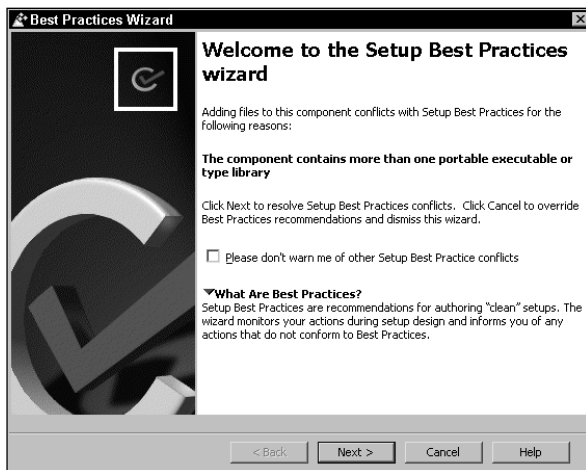 Best Practices Wizard
Welcome to the Setup Best Practices
wizard
Adding files to this component conflicts with Setup Best Practices for the
following reasons:
The component contains more than one portable executable or
type library
Click Next to resolve Setup Best Practices conflicts. Click Cancel to override
Best Practices recommendations and dismiss this wizard.
Please don't warn me of other Setup Best Practice conflicts
What Are Best Practices?
Setup Best Practices are recommendations for authoring "clean" setups. The
wizard monitors your actions during setup design and informs you of any
actions that do not conform to Best Practices.
< Back Next > Cancel Help